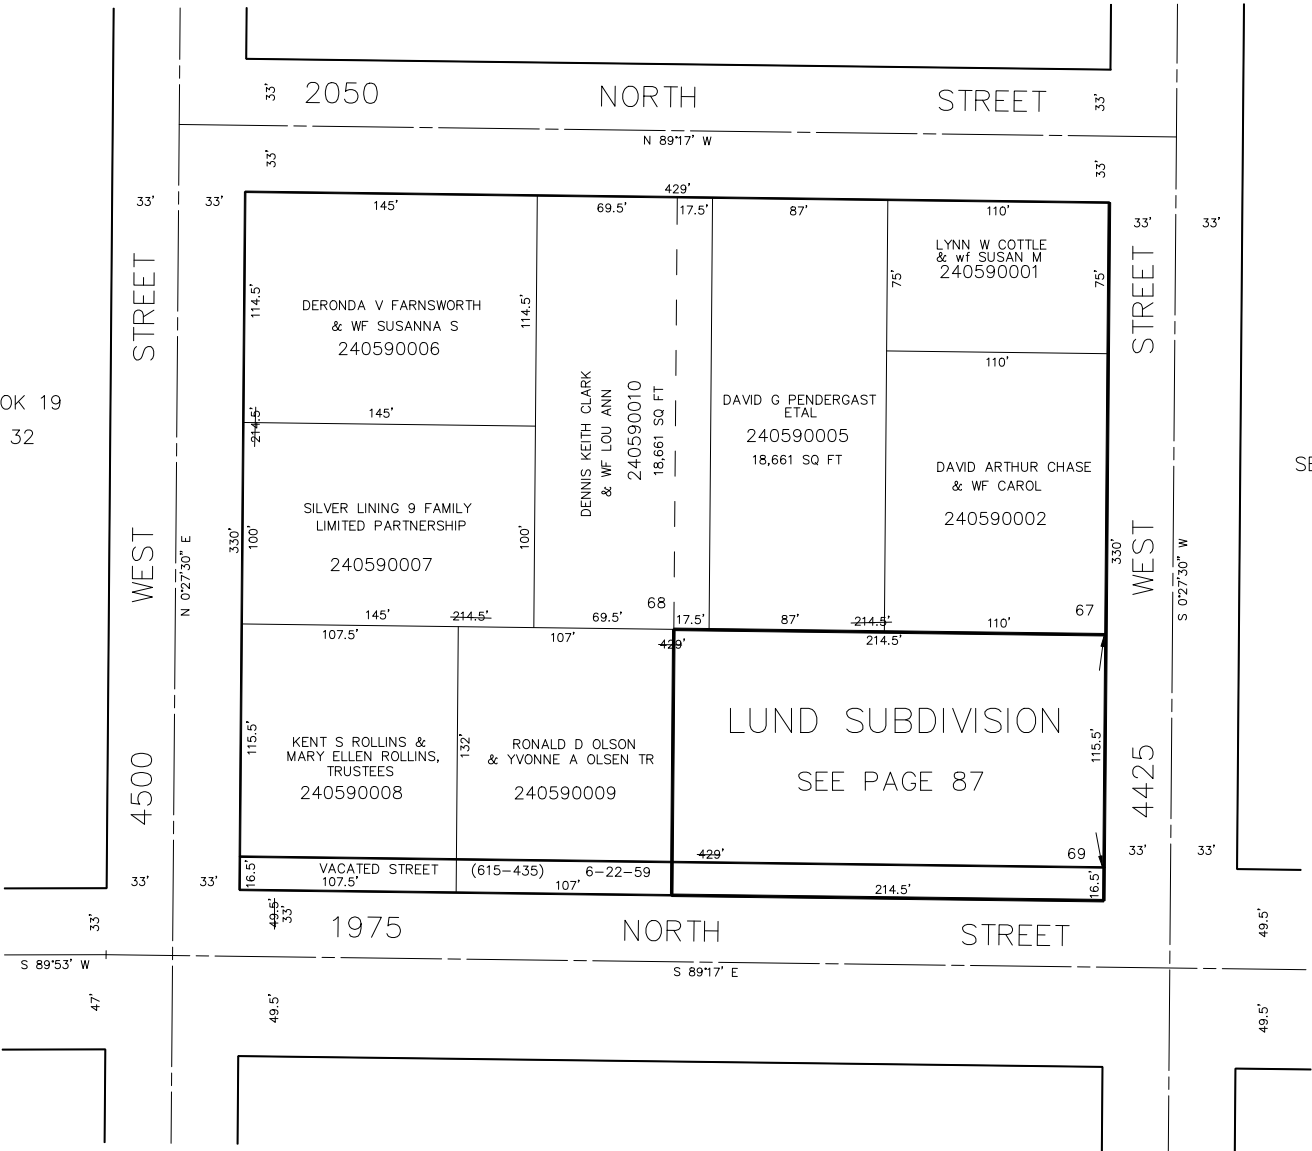 2050 NORTH STREET
33'
33'
N 89°17' W
33'
33'
33'
33'
429'
33'
33'
145'
69.5'
17.5'
87'
110'
STREET
WEST
4500
N 0°27'30" E
114.5'
DERONDA V FARNSWORTH
& WF SUSANNA S
240590006
114.5'
DENNIS KEITH CLARK
& WF LOU ANN
240590010
18,661 SQ FT
DAVID G PENDERGAST
ETAL
240590005
18,661 SQ FT
LYNN W COTTLE
& wf SUSAN M
240590001
75'
75'
110'
DAVID ARTHUR CHASE
& WF CAROL
240590002
STREET
WEST
4425
S 0°27'30" W
OK 19
32
SE
214.5'
145'
SILVER LINING 9 FAMILY
LIMITED PARTNERSHIP
240590007
330'
100'
100'
330'
68
67
145'
214.5'
69.5'
17.5'
87'
214.5'
110'
107.5'
107'
429'
214.5'
115.5'
KENT S ROLLINS &
MARY ELLEN ROLLINS,
TRUSTEES
240590008
132'
RONALD D OLSON
& YVONNE A OLSEN TR
240590009
LUND SUBDIVISION
SEE PAGE 87
115.5'
429'
69
33'
33'
33'
33'
16.5'
VACATED STREET (615-435) 6-22-59
107.5'
107'
214.5'
16.5'
33'
49.5'
33'
1975 NORTH STREET
49.5'
S 89°53' W
S 89°17' E
47'
49.5'
49.5'